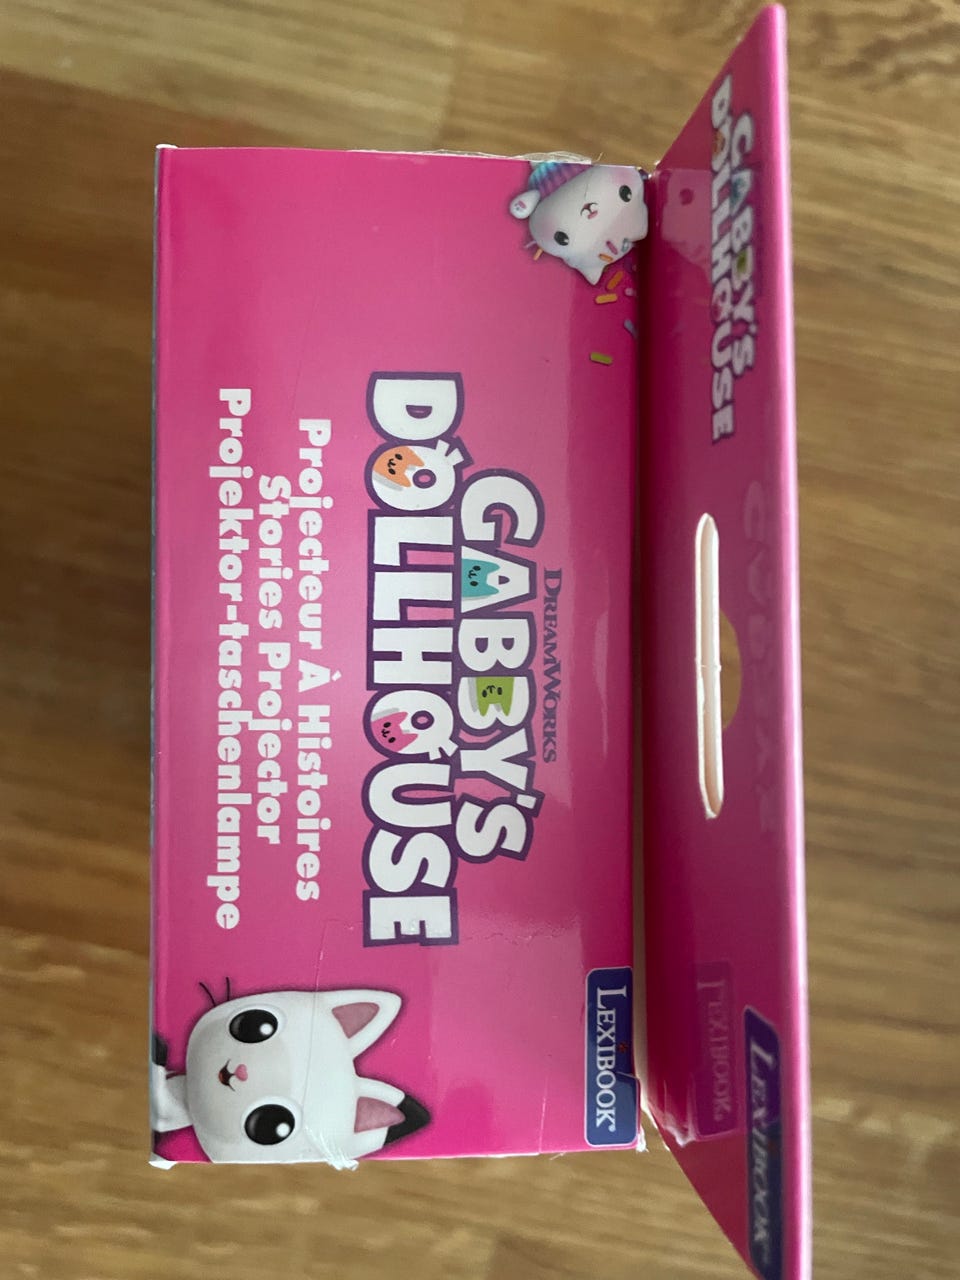 DREAMWORKS
GABBY'S
DOLLHOUSE
Projecteur À Histoires
Stories Projector
Projektor-taschenlampe
LEXIBOOK
GABBY'S
DOLLHOUSE
LEXIBOOK
LEXIBOOK